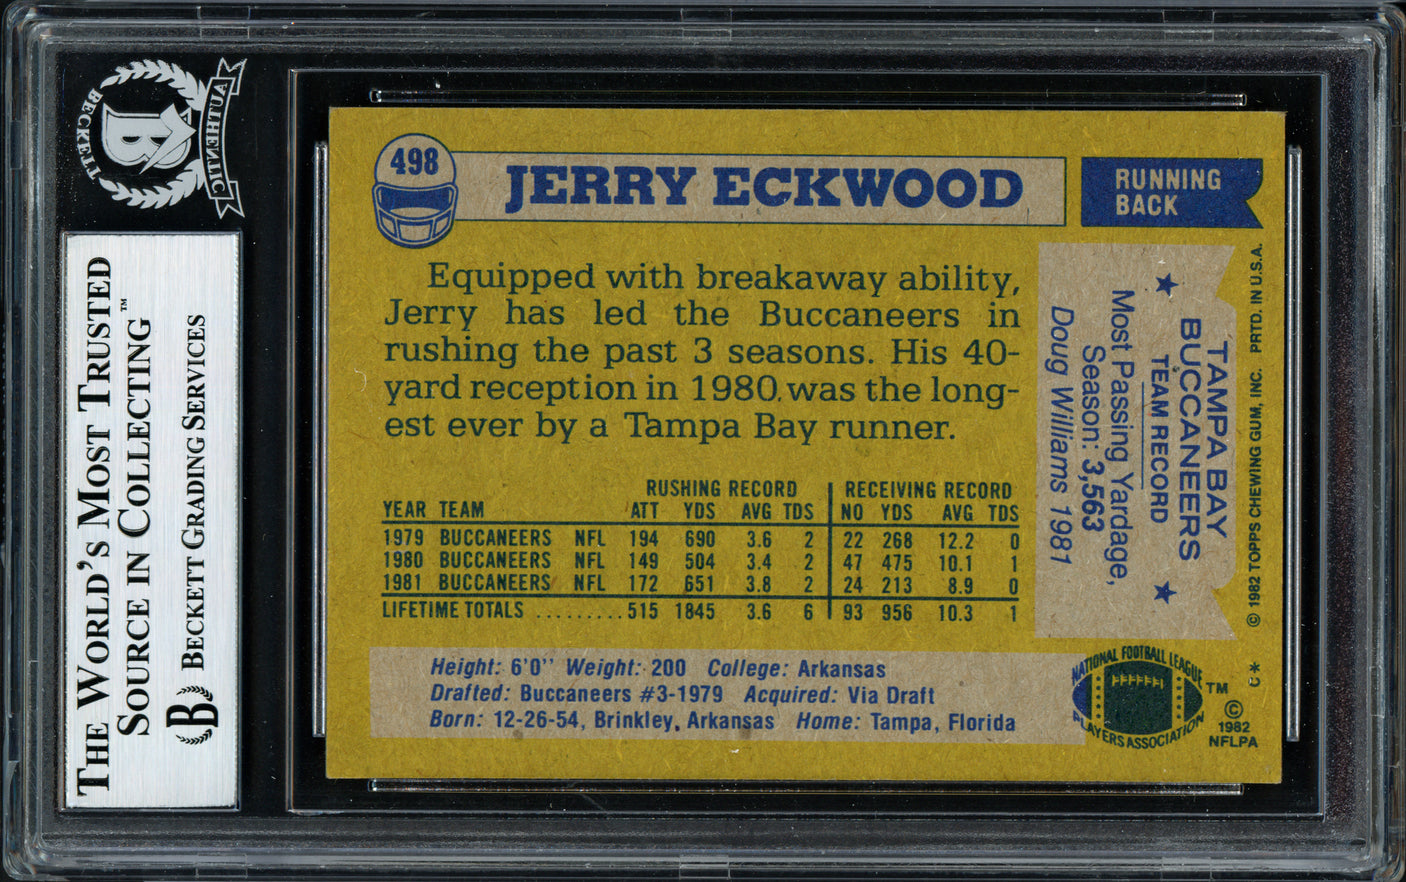 BECKETT
AUTHENTIC
B
THE WORLD'S MOST TRUSTED
SOURCE IN COLLECTING™
BECKETT GRADING SERVICES
B
498
JERRY ECKWOOD
RUNNING
BACK
Equipped with breakaway ability,
Jerry has led the Buccaneers in
rushing the past 3 seasons. His 40-
yard reception in 1980 was the long-
est ever by a Tampa Bay runner.
RUSHING RECORD RECEIVING RECORD
YEAR TEAM ATT YDS AVG TDS NO YDS AVG TDS
1979 BUCCANEERS NFL 194 690 3.6 2 22 268 12.2 0
1980 BUCCANEERS NFL 149 504 3.4 2 47 475 10.1 1
1981 BUCCANEERS NFL 172 651 3.8 2 24 213 8.9 0
LIFETIME TOTALS .........515 1845 3.6 6 93 956 10.3 1
Height: 6'0" Weight: 200 College: Arkansas
Drafted: Buccaneers #3-1979 Acquired: Via Draft
Born: 12-26-54, Brinkley, Arkansas Home: Tampa, Florida
TAMPA BAY
BUCCANEERS
★ TEAM RECORD ★
Most Passing Yardage,
Season: 3,563
Doug Williams 1981
© 1982 TOPPS CHEWING GUM, INC. PRTD. IN U.S.A.
C*
NATIONAL FOOTBALL LEAGUE
PLAYERS ASSOCIATION
TM
©
1982
NFLPA